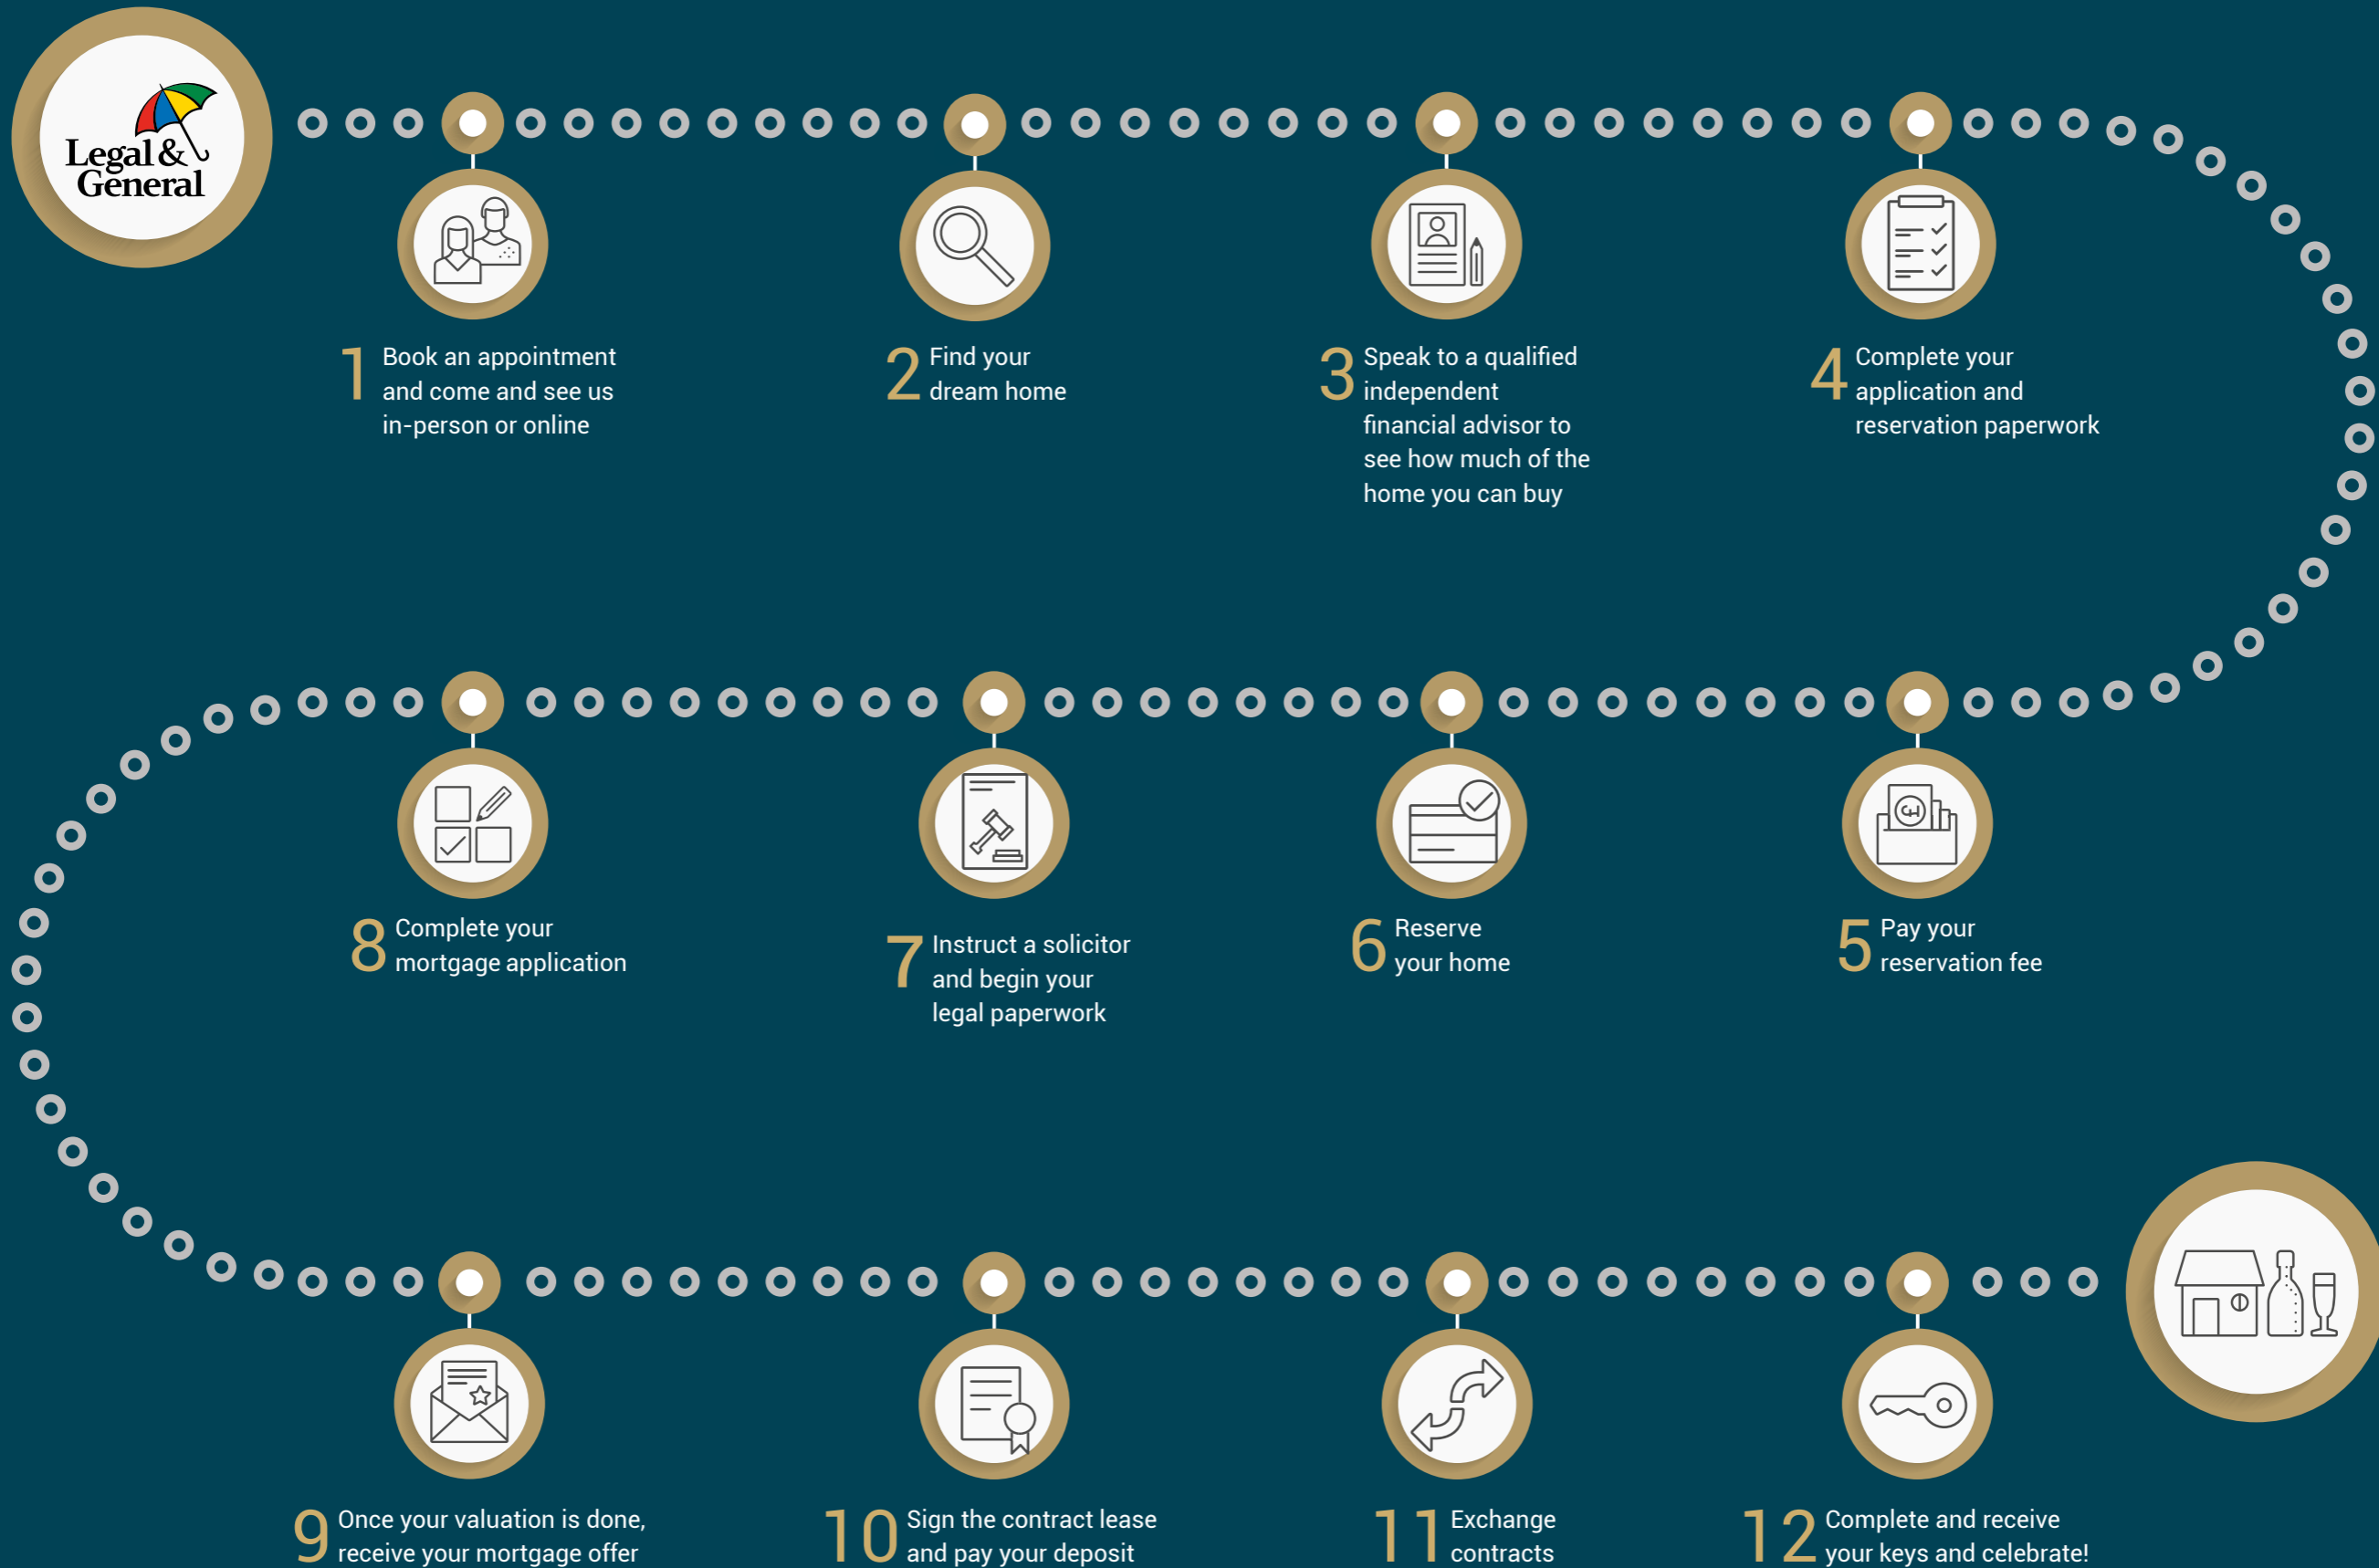 Legal &
General
1 Book an appointment
and come and see us
in-person or online
2 Find your
dream home
3 Speak to a qualified
independent
financial advisor to
see how much of the
home you can buy
4 Complete your
application and
reservation paperwork
5 Pay your
reservation fee
6 Reserve
your home
7 Instruct a solicitor
and begin your
legal paperwork
8 Complete your
mortgage application
9 Once your valuation is done,
receive your mortgage offer
10 Sign the contract lease
and pay your deposit
11 Exchange
contracts
12 Complete and receive
your keys and celebrate!